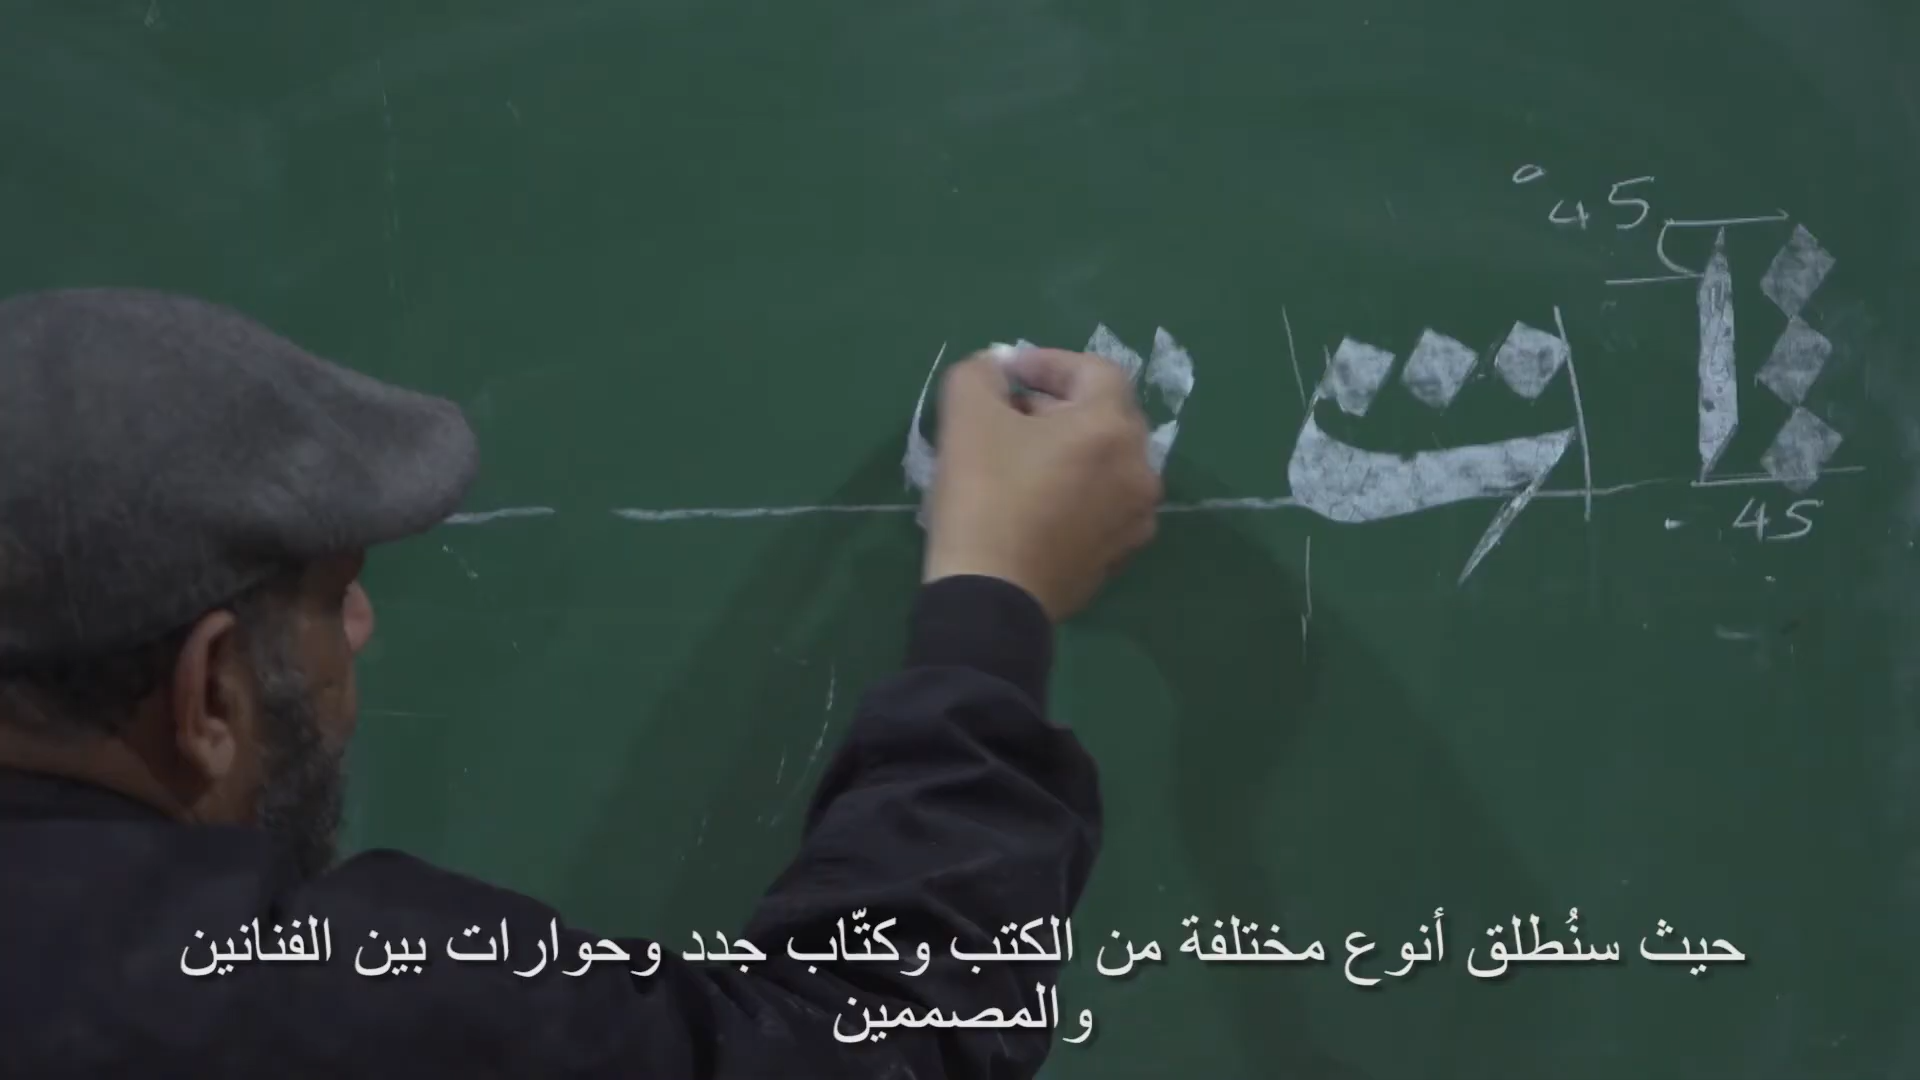 45°
45
حيث سنُطلق أنوع مختلفة من الكتب وكتّاب جدد وحوارات بين الفنانين
والمصممين